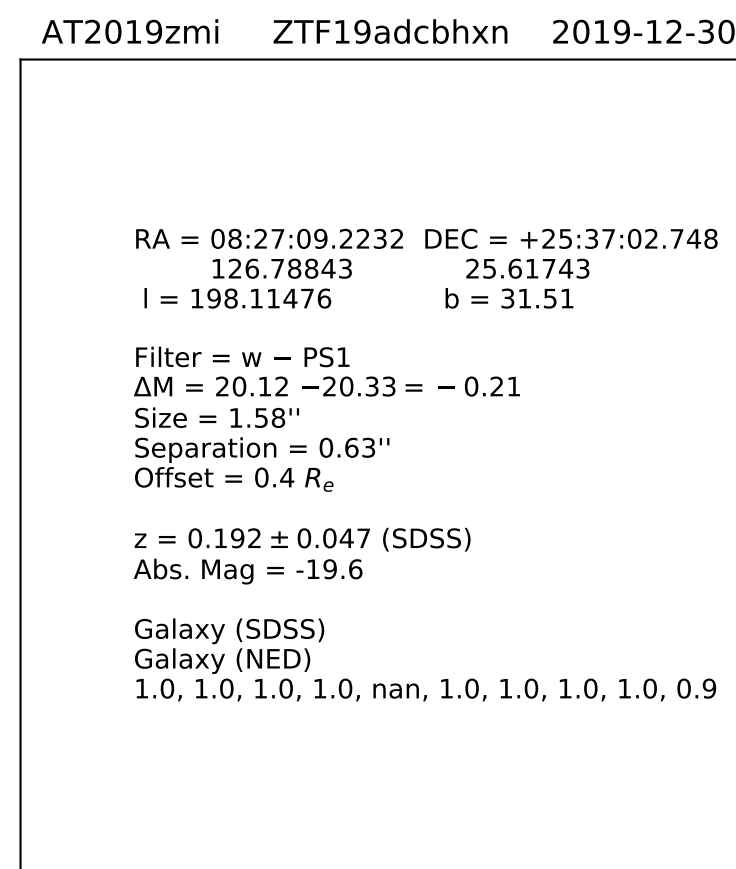 AT2019zmi ZTF19adcbhxn 2019-12-30
RA = 08:27:09.2232 DEC = +25:37:02.748
126.78843 25.61743
l = 198.11476 b = 31.51
Filter = w − PS1
ΔM = 20.12 −20.33 = − 0.21
Size = 1.58''
Separation = 0.63''
Offset = 0.4 Rₑ
z = 0.192 ± 0.047 (SDSS)
Abs. Mag = -19.6
Galaxy (SDSS)
Galaxy (NED)
1.0, 1.0, 1.0, 1.0, nan, 1.0, 1.0, 1.0, 1.0, 0.9